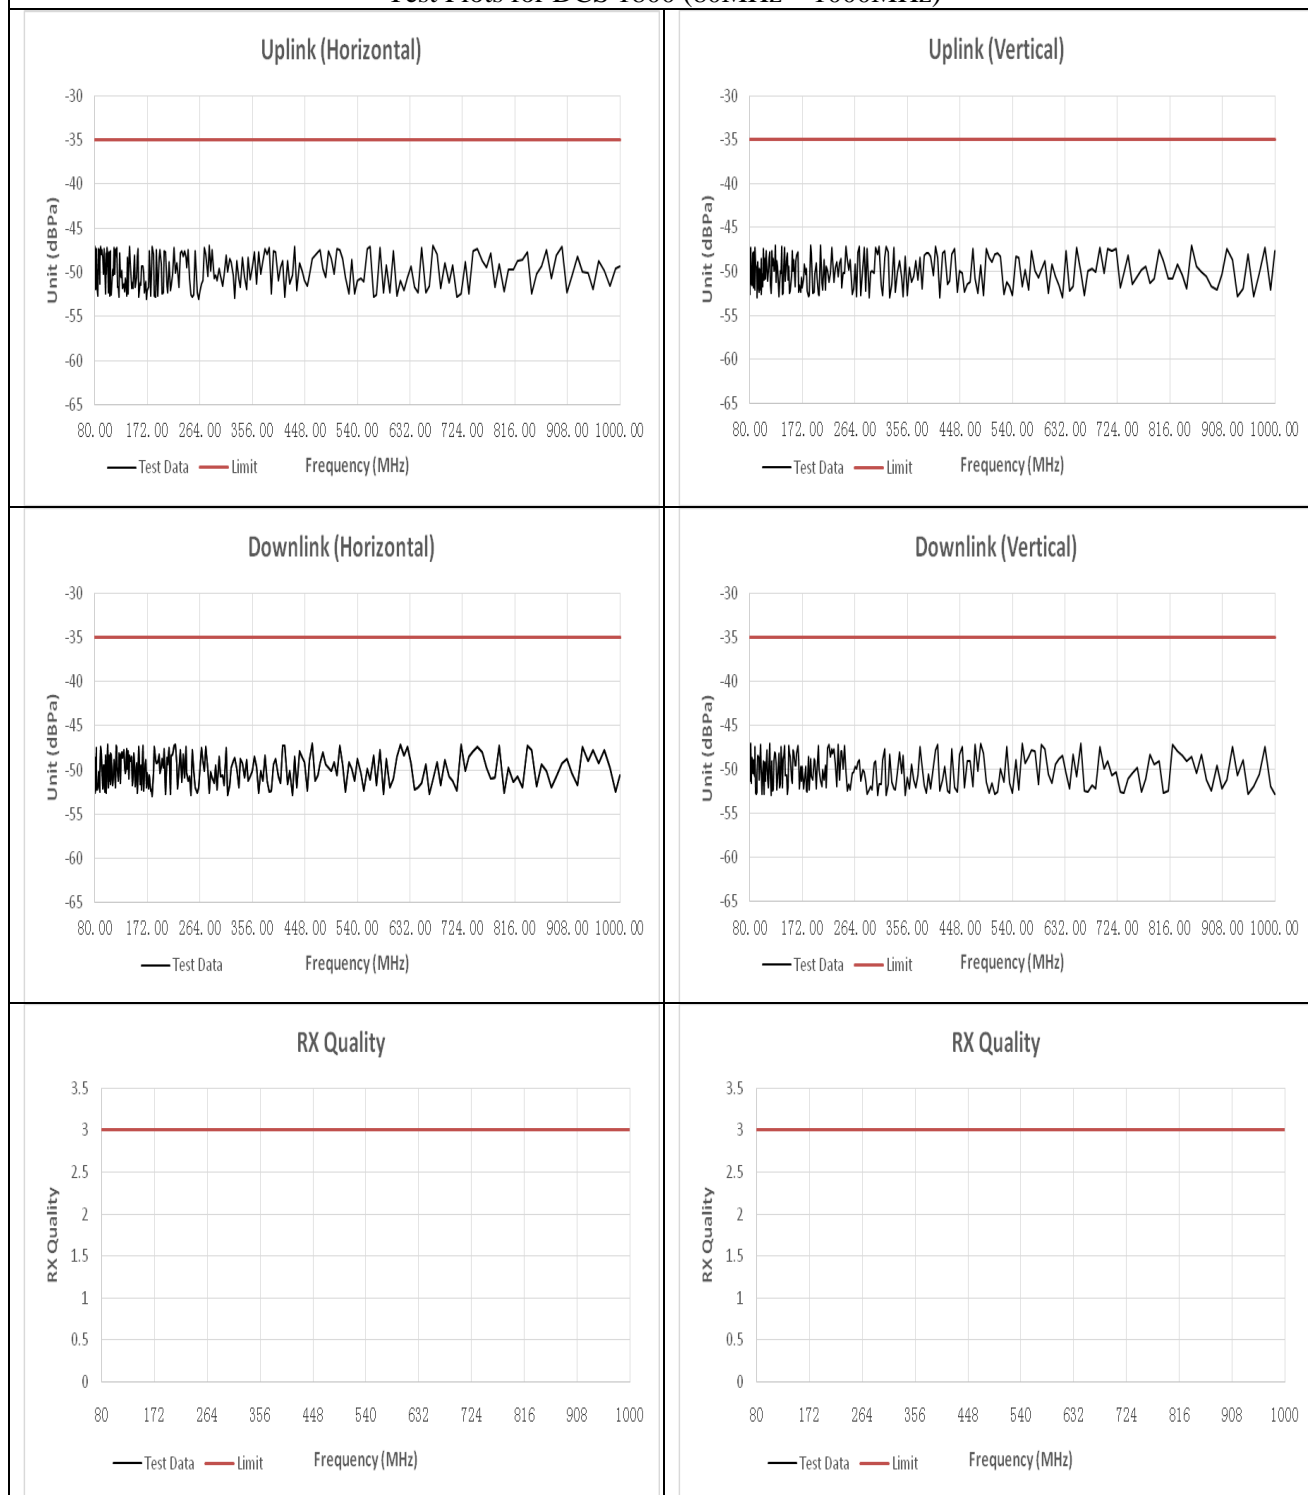 Test Plots for DCS 1800 (80MHz – 1000MHz)
Uplink (Horizontal)
-30
-35
-40
-45
-50
-55
-60
-65
Unit (dBPa)
80.00 172.00 264.00 356.00 448.00 540.00 632.00 724.00 816.00 908.00 1000.00
Test Data Limit Frequency (MHz)
Uplink (Vertical)
-30
-35
-40
-45
-50
-55
-60
-65
Unit (dBPa)
80.00 172.00 264.00 356.00 448.00 540.00 632.00 724.00 816.00 908.00 1000.00
Test Data Limit Frequency (MHz)
Downlink (Horizontal)
-30
-35
-40
-45
-50
-55
-60
-65
Unit (dBPa)
80.00 172.00 264.00 356.00 448.00 540.00 632.00 724.00 816.00 908.00 1000.00
Test Data Frequency (MHz)
Downlink (Vertical)
-30
-35
-40
-45
-50
-55
-60
-65
Unit (dBPa)
80.00 172.00 264.00 356.00 448.00 540.00 632.00 724.00 816.00 908.00 1000.00
Test Data Limit Frequency (MHz)
RX Quality
3.5
3
2.5
2
1.5
1
0.5
0
RX Quality
80 172 264 356 448 540 632 724 816 908 1000
Test Data Limit Frequency (MHz)
RX Quality
3.5
3
2.5
2
1.5
1
0.5
0
RX Quality
80 172 264 356 448 540 632 724 816 908 1000
Test Data Limit Frequency (MHz)